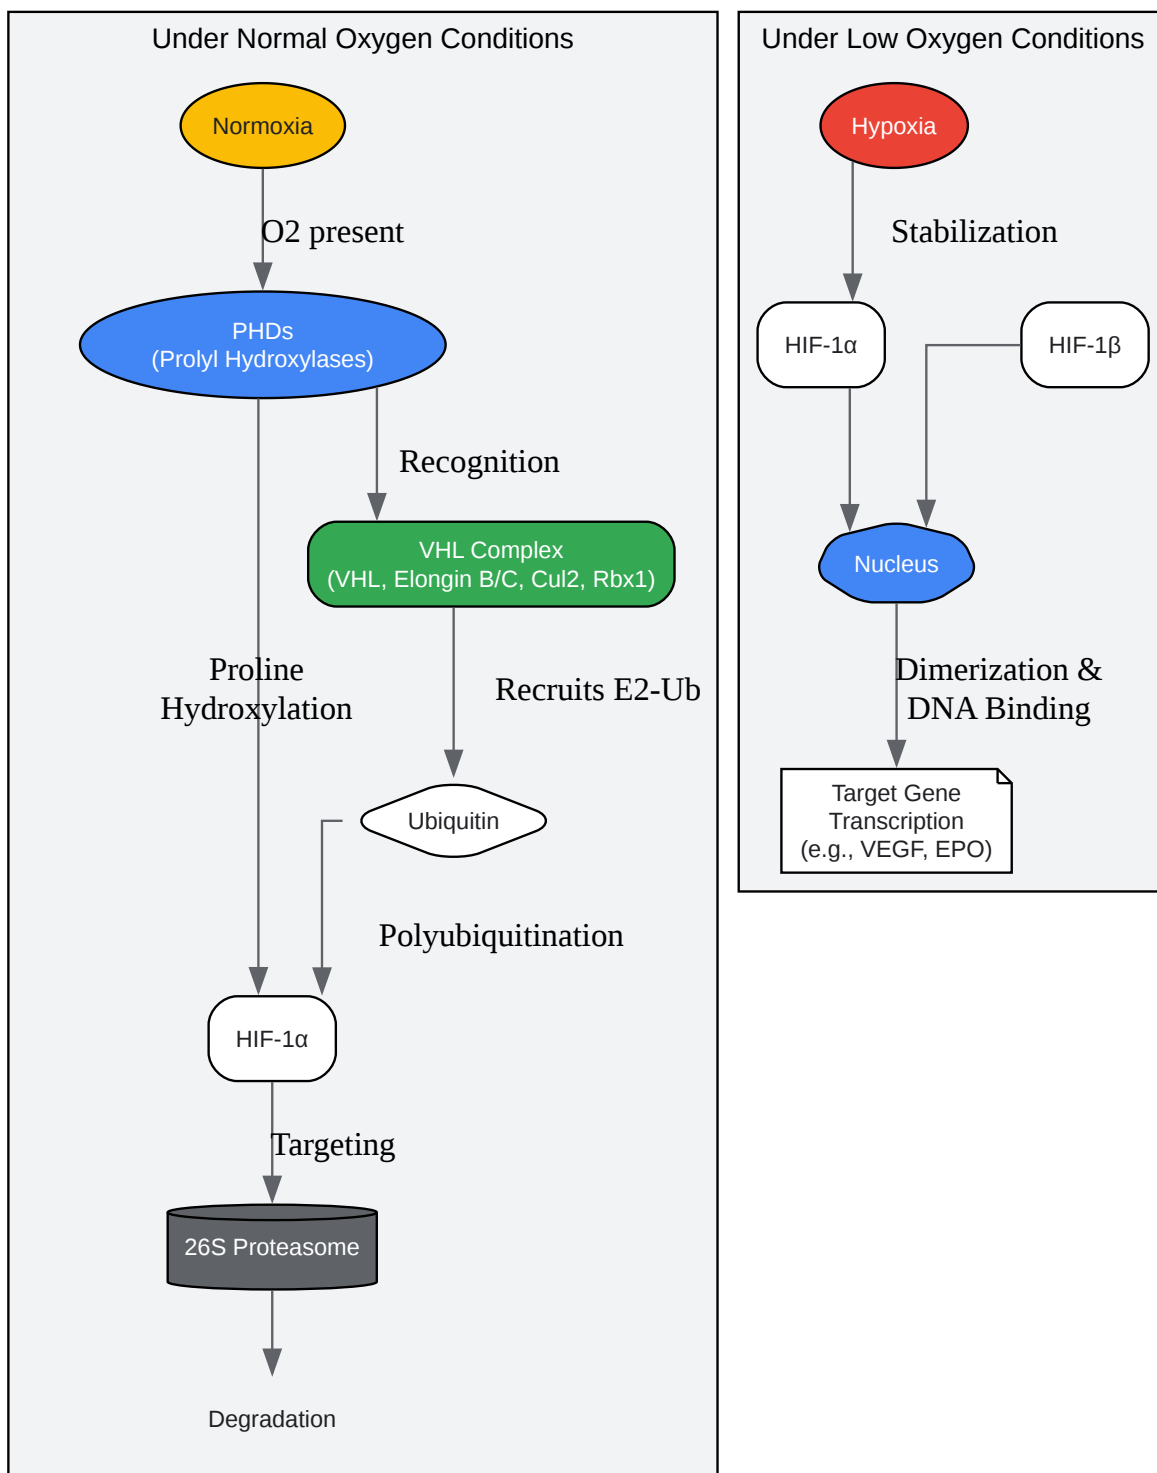 Under Normal Oxygen Conditions
Normoxia
O2 present
PHDs
(Prolyl Hydroxylases)
Recognition
VHL Complex
(VHL, Elongin B/C, Cul2, Rbx1)
Proline
Hydroxylation
Recruits E2-Ub
Ubiquitin
Polyubiquitination
HIF-1α
Targeting
26S Proteasome
Degradation
Under Low Oxygen Conditions
Hypoxia
Stabilization
HIF-1α
HIF-1β
Nucleus
Dimerization &
DNA Binding
Target Gene
Transcription
(e.g., VEGF, EPO)